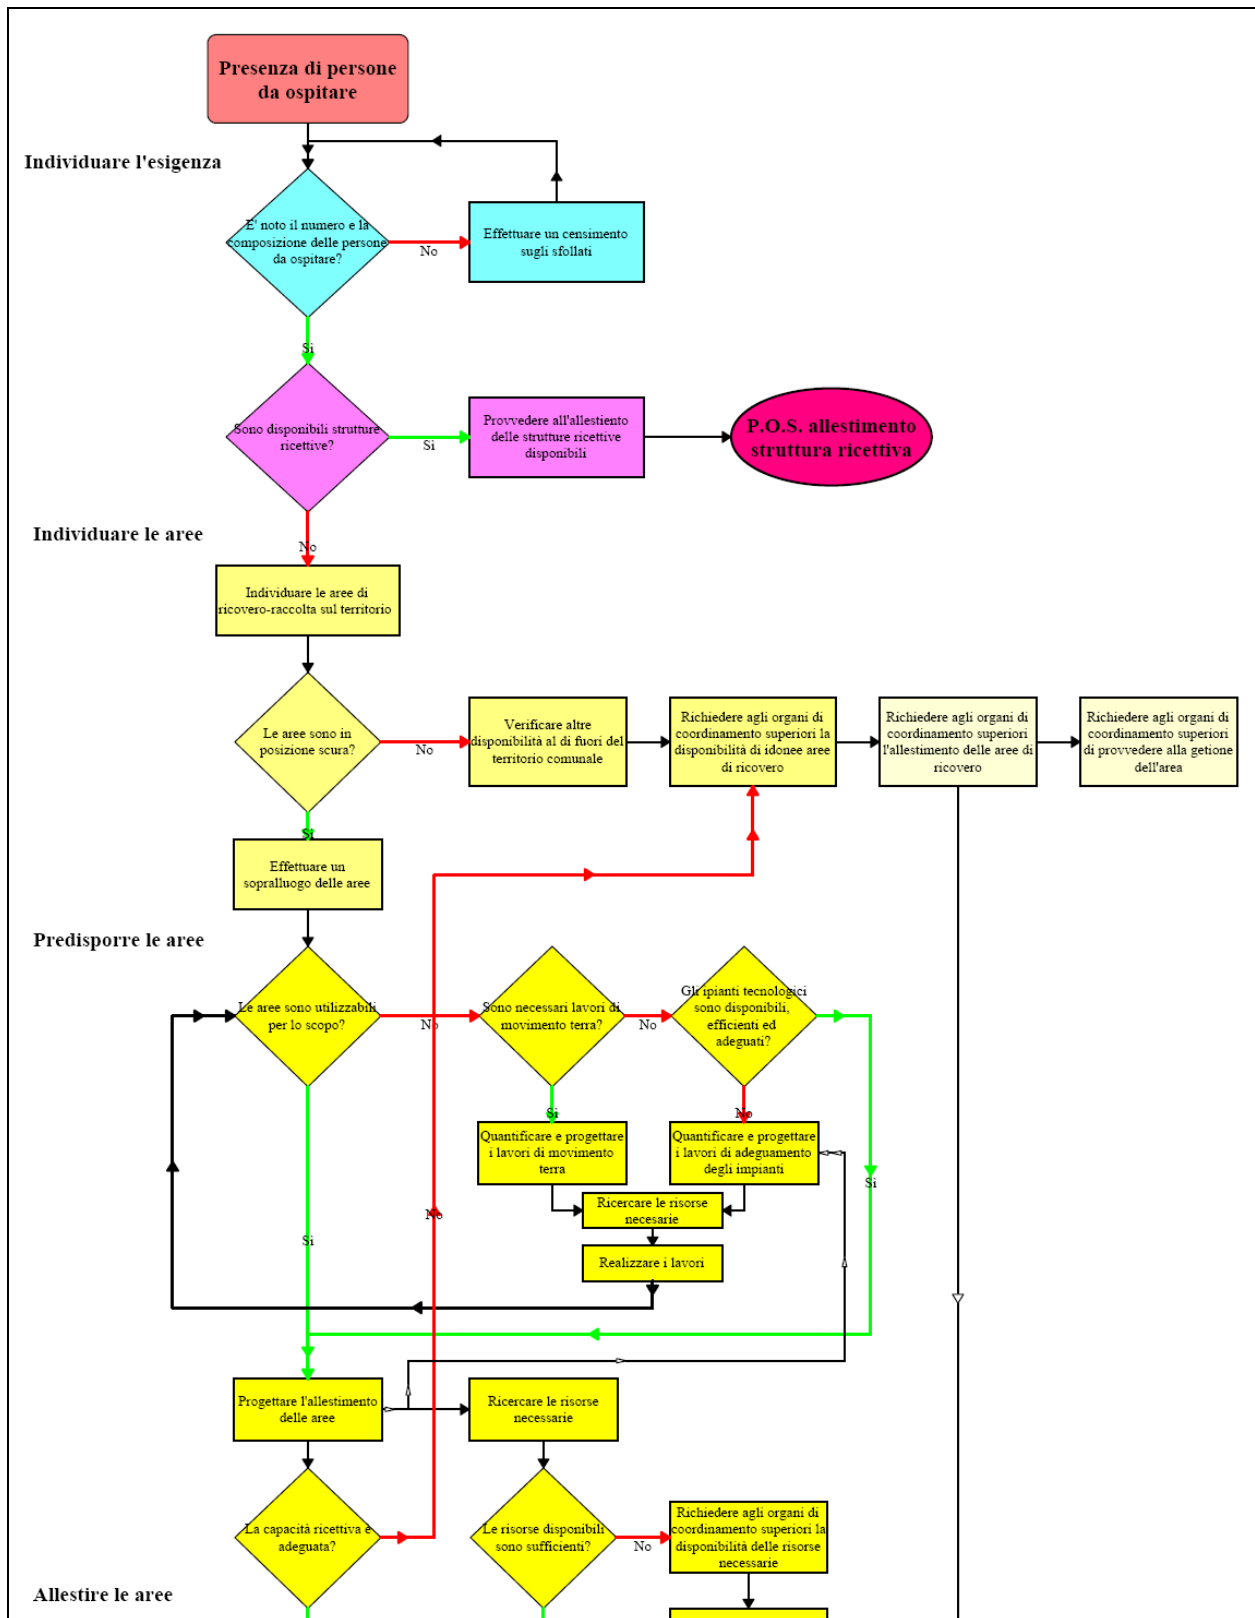 Presenza di persone
da ospitare
Individuare l'esigenza
E' noto il numero e la
composizione delle persone
da ospitare?
No
Effettuare un censimento
sugli sfollati
Si
Sono disponibili strutture
ricettive?
Si
Provvedere all'allestiento
delle strutture ricettive
disponibili
P.O.S. allestimento
struttura ricettiva
Individuare le aree
No
Individuare le aree di
ricovero-raccolta sul territorio
Le aree sono in
posizione scura?
No
Verificare altre
disponibilità al di fuori del
territorio comunale
Richiedere agli organi di
coordinamento superiori la
disponibilità di idonee aree
di ricovero
Richiedere agli organi di
coordinamento superiori
l'allestimento delle aree di
ricovero
Richiedere agli organi di
coordinamento superiori
di provvedere alla getione
dell'area
Si
Effettuare un
sopralluogo delle aree
Predisporre le aree
Le aree sono utilizzabili
per lo scopo?
No
Sono necessari lavori di
movimento terra?
No
Gli ipianti tecnologici
sono disponibili,
efficienti ed
adeguati?
Si
No
Quantificare e progettare
i lavori di movimento
terra
Quantificare e progettare
i lavori di adeguamento
degli impianti
Si
Ricercare le risorse
necesarie
No
Si
Realizzare i lavori
Progettare l'allestimento
delle aree
Ricercare le risorse
necessarie
La capacità ricettiva è
adeguata?
Le risorse disponibili
sono sufficienti?
No
Richiedere agli organi di
coordinamento superiori la
disponibilità delle risorse
necessarie
Allestire le aree